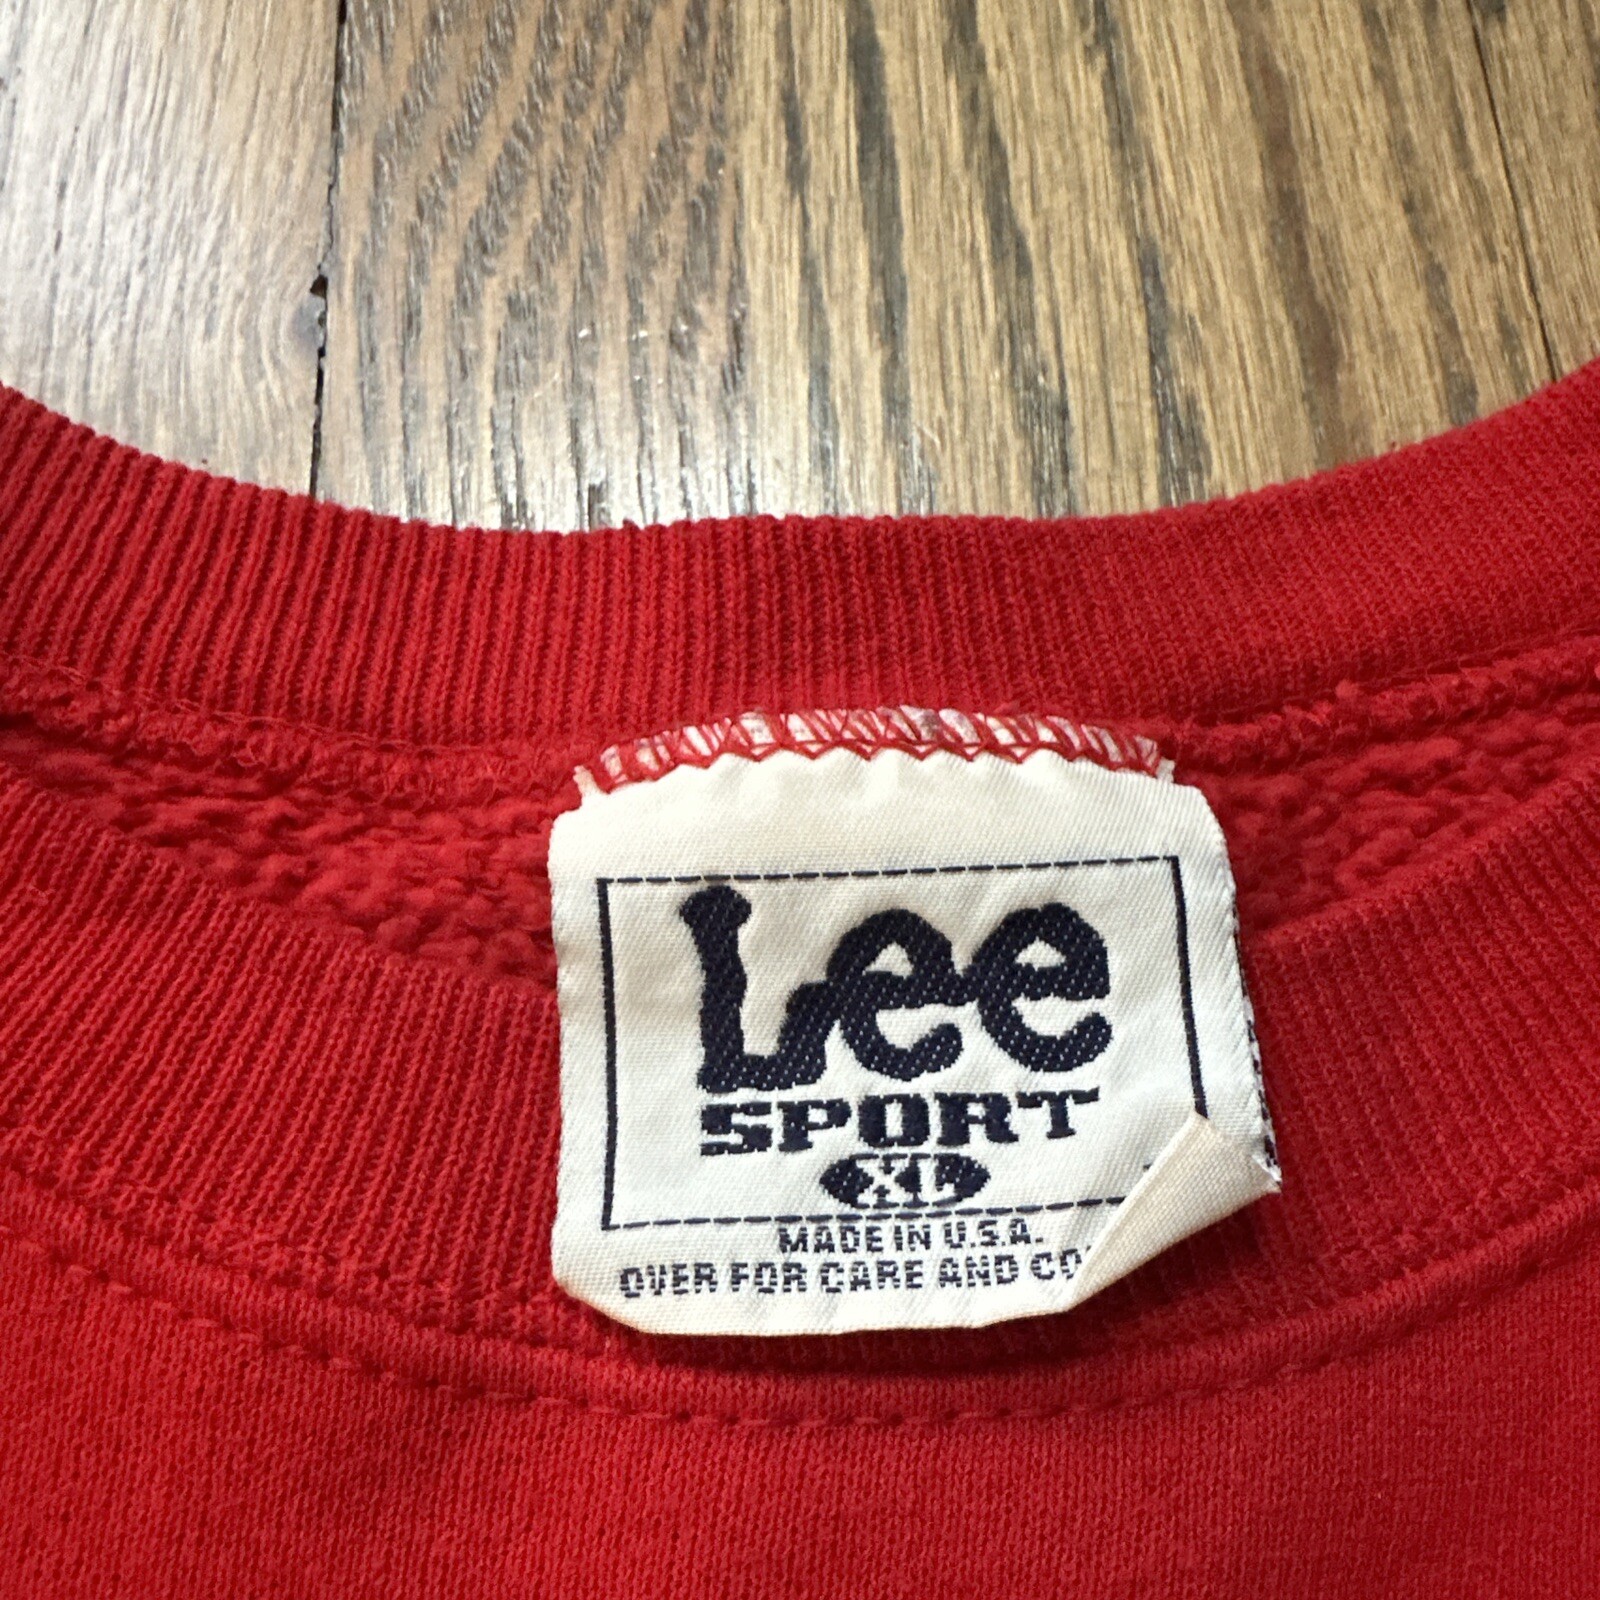 Lee
SPORT
XL
MADE IN U.S.A.
OVER FOR CARE AND